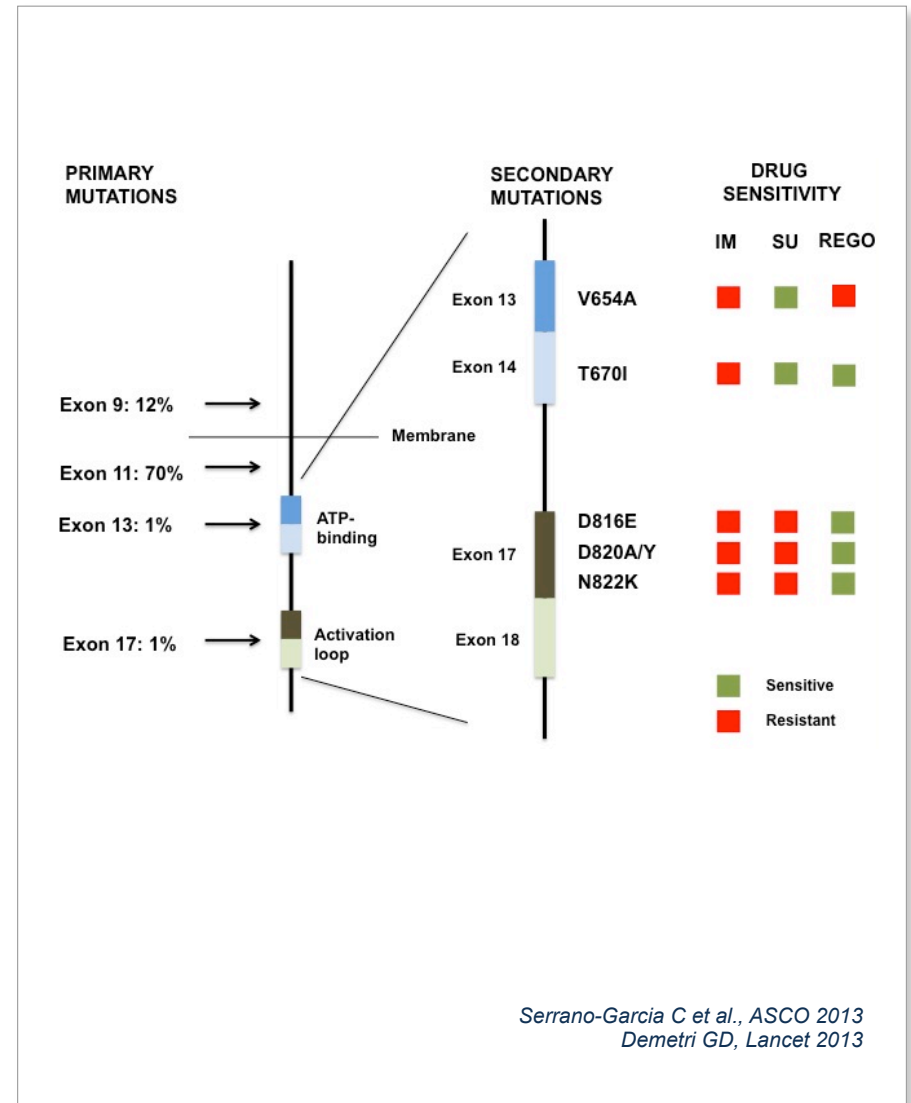 PRIMARY
MUTATIONS
Exon 9: 12%
Membrane
Exon 11: 70%
Exon 13: 1%
ATP-
binding
Exon 17: 1%
Activation
loop
SECONDARY
MUTATIONS
DRUG
SENSITIVITY
IM SU REGO
Exon 13 V654A
Exon 14 T670I
D816E
Exon 17 D820A/Y
N822K
Exon 18
Sensitive
Resistant
Serrano-Garcia C et al., ASCO 2013
Demetri GD, Lancet 2013